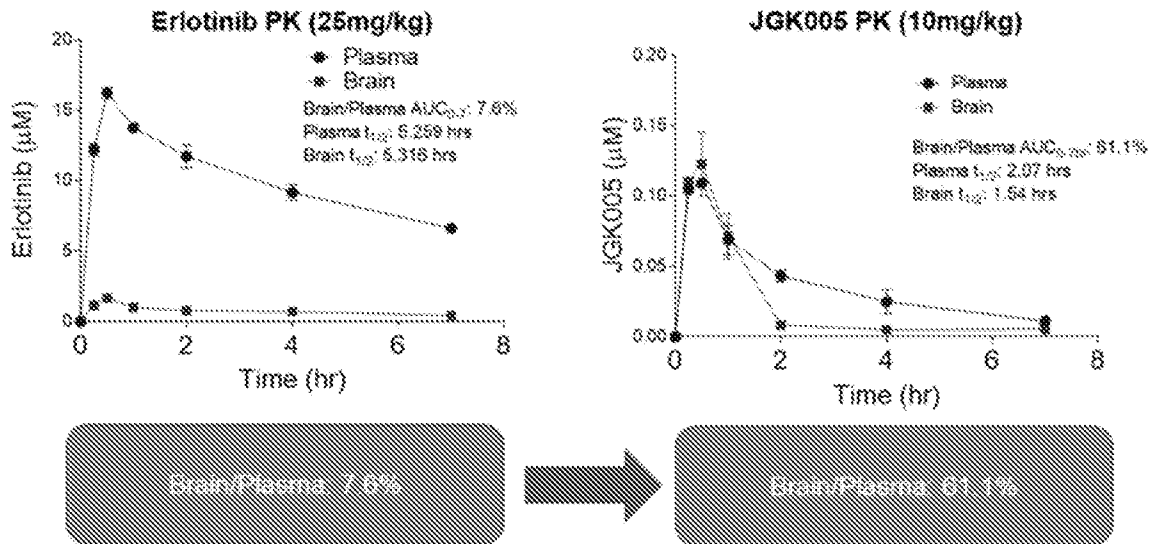 Erlotinib PK (25mg/kg)
20
15
10
5
0
Erlotinib (µM)
Plasma
Brain
Brain/Plasma AUC0-7: 7.6%
Plasma t1/2: 5.259 hrs
Brain t1/2: 5.316 hrs
0 2 4 6 8
Time (hr)
JGK005 PK (10mg/kg)
0.20
0.15
0.10
0.05
0.00
JGK005 (µM)
Plasma
Brain
Brain/Plasma : 61.1%
Plasma t1/2: 2.07 hrs
Brain t1/2: 1.54 hrs
0 2 4 6 8
Time (hr)
Brain/Plasma: 7.6%
Brain/Plasma: 61.1%